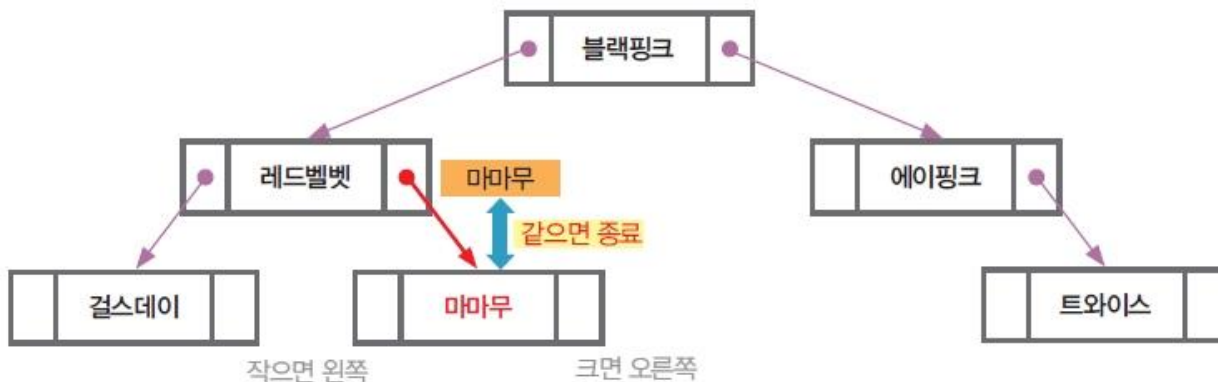 블랙핑크
레드벨벳
마마무
에이핑크
같으면 종료
걸스데이
마마무
트와이스
작으면 왼쪽
크면 오른쪽